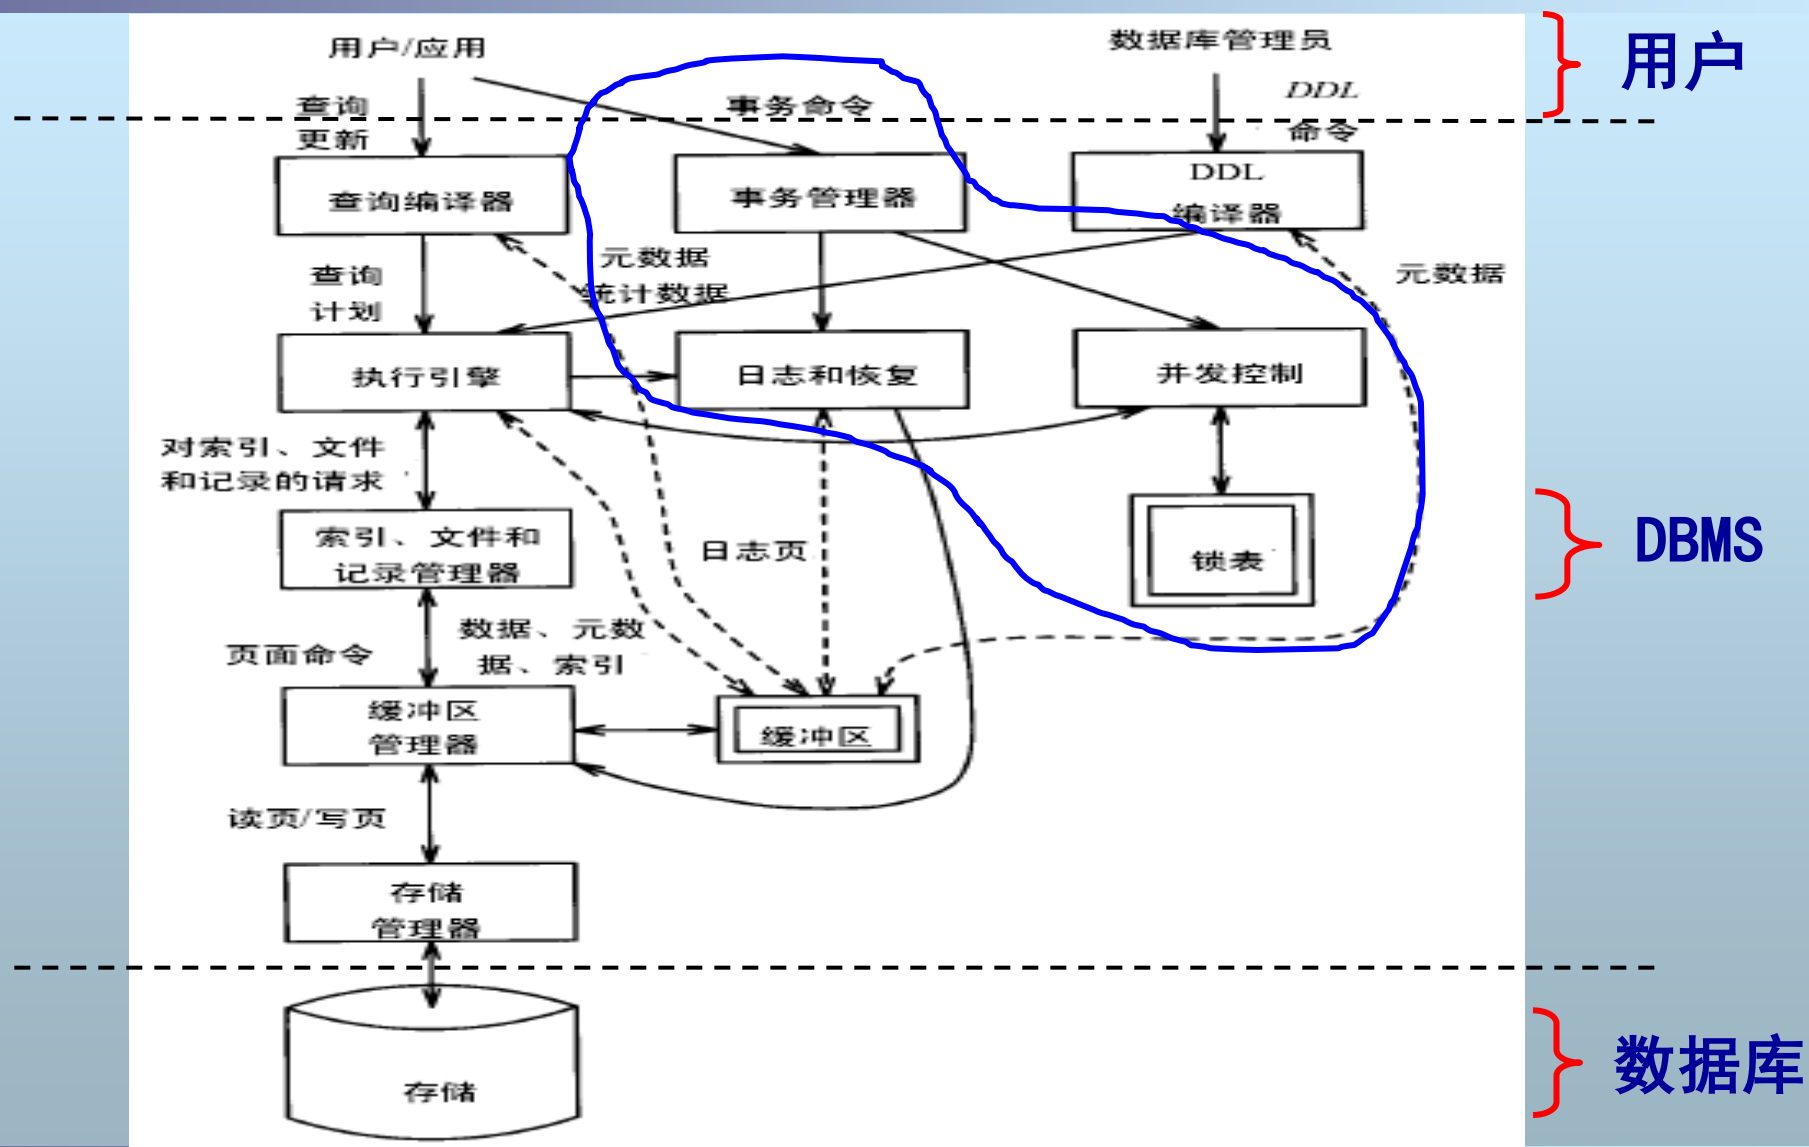 用户/应用
数据库管理员
用户
查询
更新
事务命令
DDL
命令
查询编译器
事务管理器
DDL
编译器
查询
计划
元数据
统计数据
元数据
执行引擎
日志和恢复
并发控制
对索引、文件
和记录的请求
索引、文件和
记录管理器
日志页
锁表
DBMS
页面命令
数据、元数
据、索引
缓冲区
管理器
缓冲区
读页/写页
存储
管理器
存储
数据库